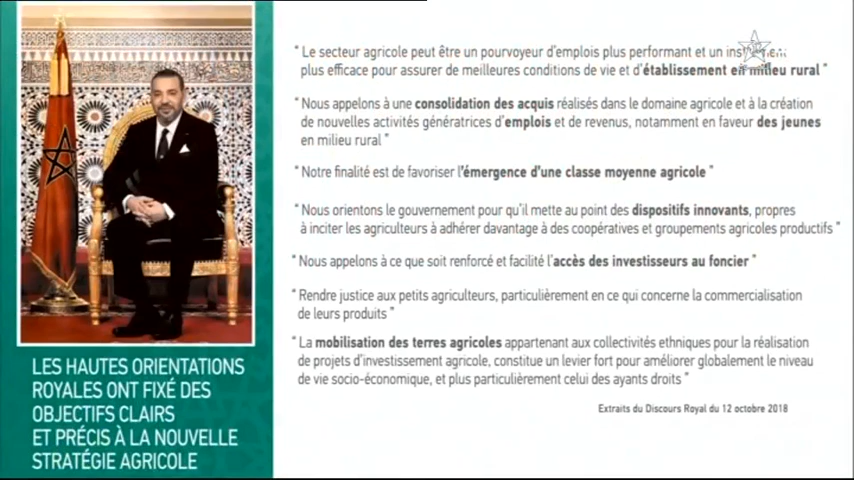 " Le secteur agricole peut être un pourvoyeur d'emplois plus performant et un
plus efficace pour assurer de meilleures conditions de vie et d'établissement en milieu rural "
" Nous appelons à une consolidation des acquis réalisés dans le domaine agricole et à la création
de nouvelles activités génératrices d'emplois et de revenus, notamment en faveur des jeunes
en milieu rural "
" Notre finalité est de favoriser l'émergence d'une classe moyenne agricole "
" Nous orientons le gouvernement pour qu'il mette au point des dispositifs innovants, propres
à inciter les agriculteurs à adhérer davantage à des coopératives et groupements agricoles productifs "
" Nous appelons à ce que soit renforcé et facilité l'accès des investisseurs au foncier "
" Rendre justice aux petits agriculteurs, particulièrement en ce qui concerne la commercialisation
de leurs produits "
" La mobilisation des terres agricoles appartenant aux collectivités ethniques pour la réalisation
de projets d'investissement agricole, constitue un levier fort pour améliorer globalement le niveau
de vie socio-économique, et plus particulièrement celui des ayants droits "
Extraits du Discours Royal du 12 octobre 2018
LES HAUTES ORIENTATIONS
ROYALES ONT FIXÉ DES
OBJECTIFS CLAIRS
ET PRÉCIS À LA NOUVELLE
STRATÉGIE AGRICOLE